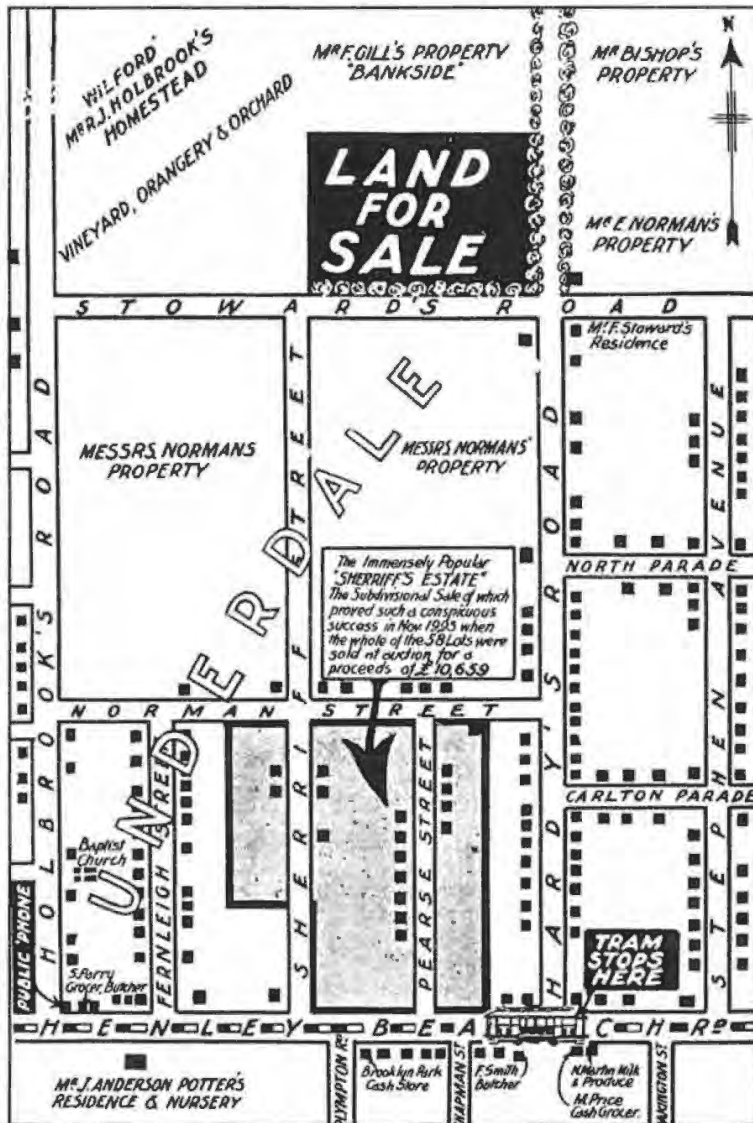 WILFORD
MR R.J. HOLBROOK'S
HOMESTEAD
VINEYARD, ORANGERY & ORCHARD
MR F. GILL'S PROPERTY
"BANKSIDE"
MR BISHOP'S
PROPERTY
N
LAND
FOR
SALE
MR E. NORMAN'S
PROPERTY
STOWARD'S ROAD
Mr. F. Stoward's
Residence
MESSRS. NORMANS
PROPERTY
MESSRS. NORMANS'
PROPERTY
UNDERDALE
HOLBROOK'S ROAD
SHERRIFF STREET
HARDY'S ROAD
STEPHEN AVENUE
NORTH PARADE
The Immensely Popular
"SHERRIFF'S ESTATE"
The Subdivisional Sale of which
proved such a conspicuous
success in Nov. 1925 when
the whole of the 58 Lots were
sold at auction for a
proceeds of £10,659
NORMAN STREET
CARLTON PARADE
Baptist
Church
FERNLEIGH STREET
PEARSE STREET
PUBLIC 'PHONE
S. Parry
Grocer, Butcher
TRAM
STOPS
HERE
HENLEY BEACH RD
MR J. ANDERSON POTTER'S
RESIDENCE & NURSERY
PLYMPTON RD
Brooklyn Park
Cash Store
CHAPMAN ST
F. Smith
Butcher
N. Martin Milk
& Produce
M. Price
Cash Grocer.